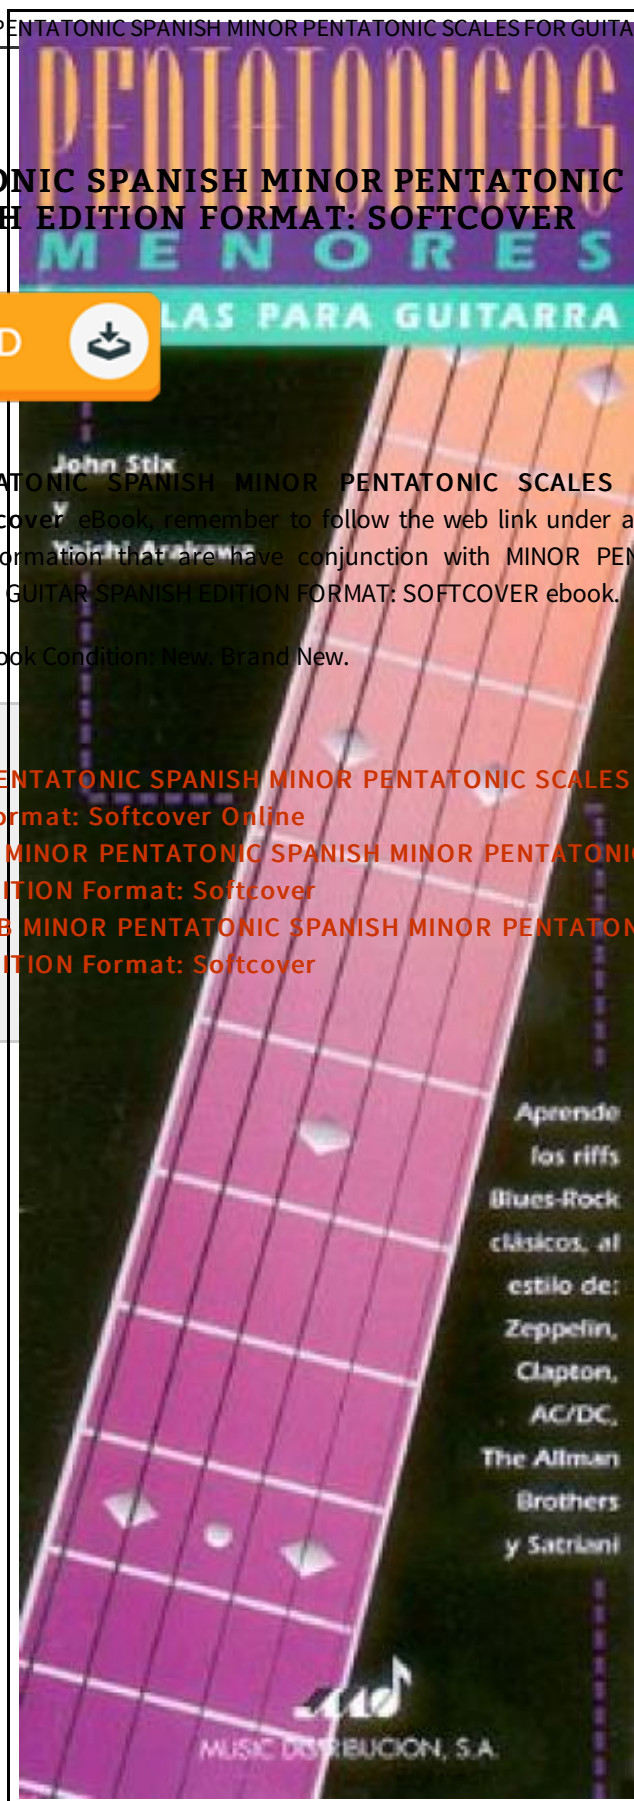 PENTATONIC SPANISH MINOR PENTATONIC SCALES FOR GUITA
PENTATONICAS
ONIC SPANISH MINOR PENTATONIC
H EDITION FORMAT: SOFTCOVER
MENORES
LAS PARA GUITARRA
D
John Stix
y
ATONIC SPANISH MINOR PENTATONIC SCALES
cover eBook, remember to follow the web link under a
ormation that are have conjunction with MINOR PEN
GUITAR SPANISH EDITION FORMAT: SOFTCOVER ebook.
ook Condition: New. Brand New.
ENTATONIC SPANISH MINOR PENTATONIC SCALES
ormat: Softcover Online
MINOR PENTATONIC SPANISH MINOR PENTATONIC
ITION Format: Softcover
B MINOR PENTATONIC SPANISH MINOR PENTATON
ITION Format: Softcover
Aprende
los riffs
Blues-Rock
clásicos, al
estilo de:
Zeppelin,
Clapton,
AC/DC,
The Allman
Brothers
y Satriani
MUSIC DISTRIBUCION, S.A.